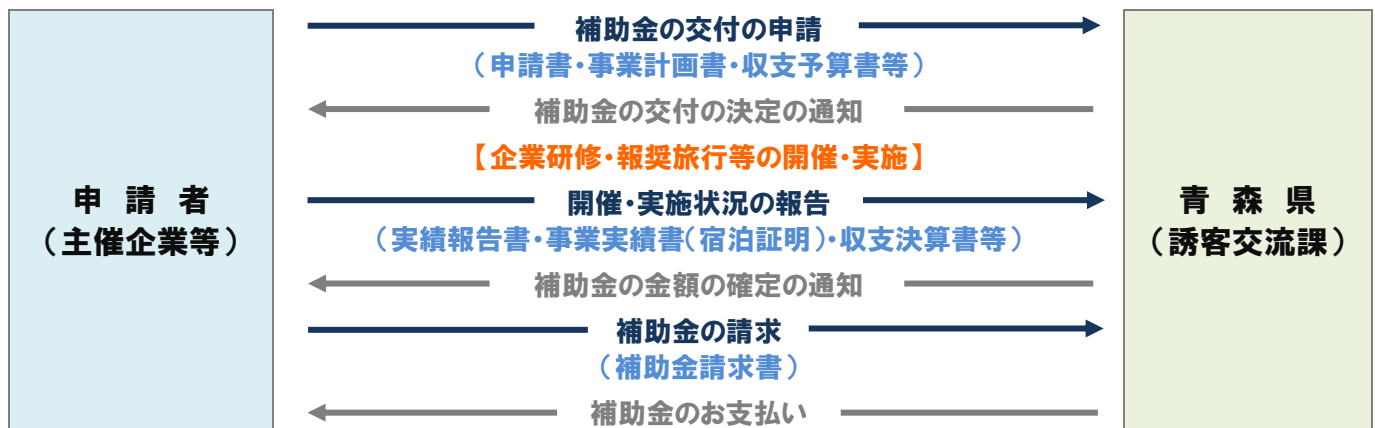 申 請 者
（主催企業等）
補助金の交付の申請
（申請書・事業計画書・収支予算書等）
補助金の交付の決定の通知
【企業研修・報奨旅行等の開催・実施】
開催・実施状況の報告
（実績報告書・事業実績書（宿泊証明）・収支決算書等）
補助金の金額の確定の通知
補助金の請求
（補助金請求書）
補助金のお支払い
青 森 県
（誘客交流課）